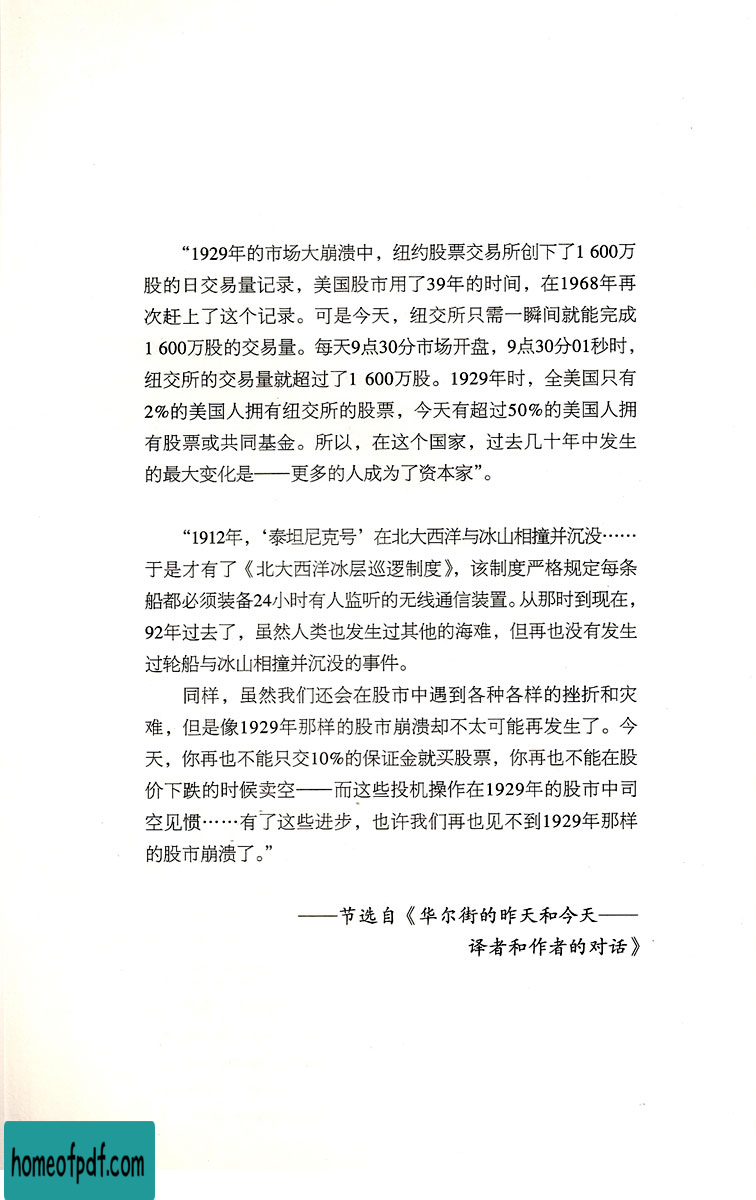 “1929年的市场大崩溃中，纽约股票交易所创下了1 600万
股的日交易量记录，美国股市用了39年的时间，在1968年再
次赶上了这个记录。可是今天，纽交所只需一瞬间就能完成
1 600万股的交易量。每天9点30分市场开盘，9点30分01秒时，
纽交所的交易量就超过了1 600万股。1929年时，全美国只有
2%的美国人拥有纽交所的股票，今天有超过50%的美国人拥
有股票或共同基金。所以，在这个国家，过去几十年中发生
的最大变化是——更多的人成为了资本家”。
“1912年，‘泰坦尼克号’在北大西洋与冰山相撞并沉没……
于是才有了《北大西洋冰层巡逻制度》，该制度严格规定每条
船都必须装备24小时有人监听的无线通信装置。从那时到现在，
92年过去了，虽然人类也发生过其他的海难，但再也没有发生
过轮船与冰山相撞并沉没的事件。
同样，虽然我们还会在股市中遇到各种各样的挫折和灾
难，但是像1929年那样的股市崩溃却不太可能再发生了。今
天，你再也不能只交10%的保证金就买股票，你再也不能在股
价下跌的时候卖空——而这些投机操作在1929年的股市中司
空见惯……有了这些进步，也许我们再也见不到1929年那样
的股市崩溃了。”
——节选自《华尔街的昨天和今天——
译者和作者的对话》
homeofpdf.com